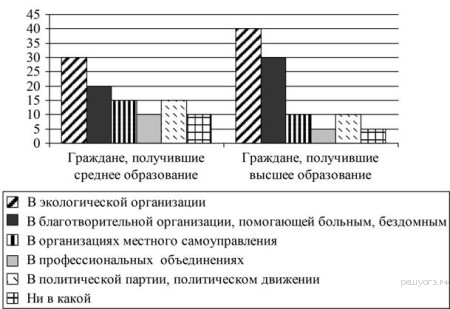 45
40
35
30
25
20
15
10
5
0
Граждане, получившие
среднее образование
Граждане, получившие
высшее образование
В экологической организации
В благотворительной организации, помогающей больным, бездомным
В организациях местного самоуправления
В профессиональных объединениях
В политической партии, политическом движении
Ни в какой
решуогэ.рф